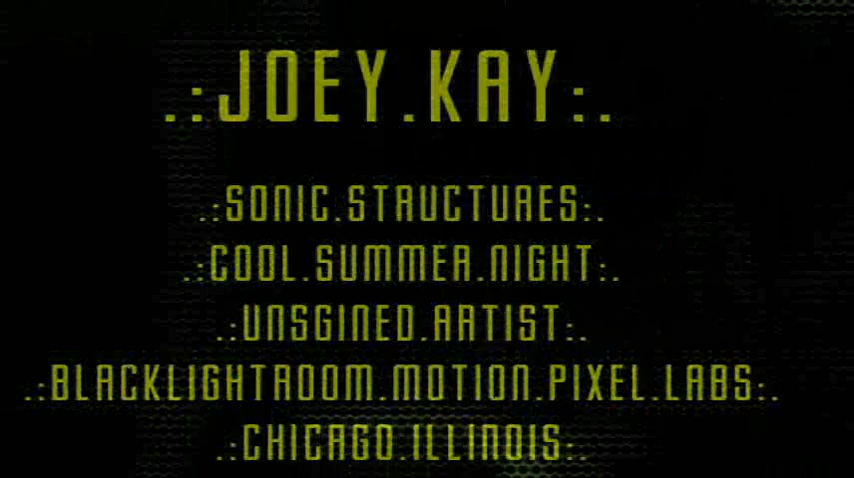 .:JOEY.KAY:.
.:SONIC.STRUCTURES:.
.:COOL.SUMMER.NIGHT:.
.:UNSGINED.ARTIST:.
.:BLACKLIGHTROOM.MOTION.PIXEL.LABS:.
.:CHICAGO.ILLINOIS:.